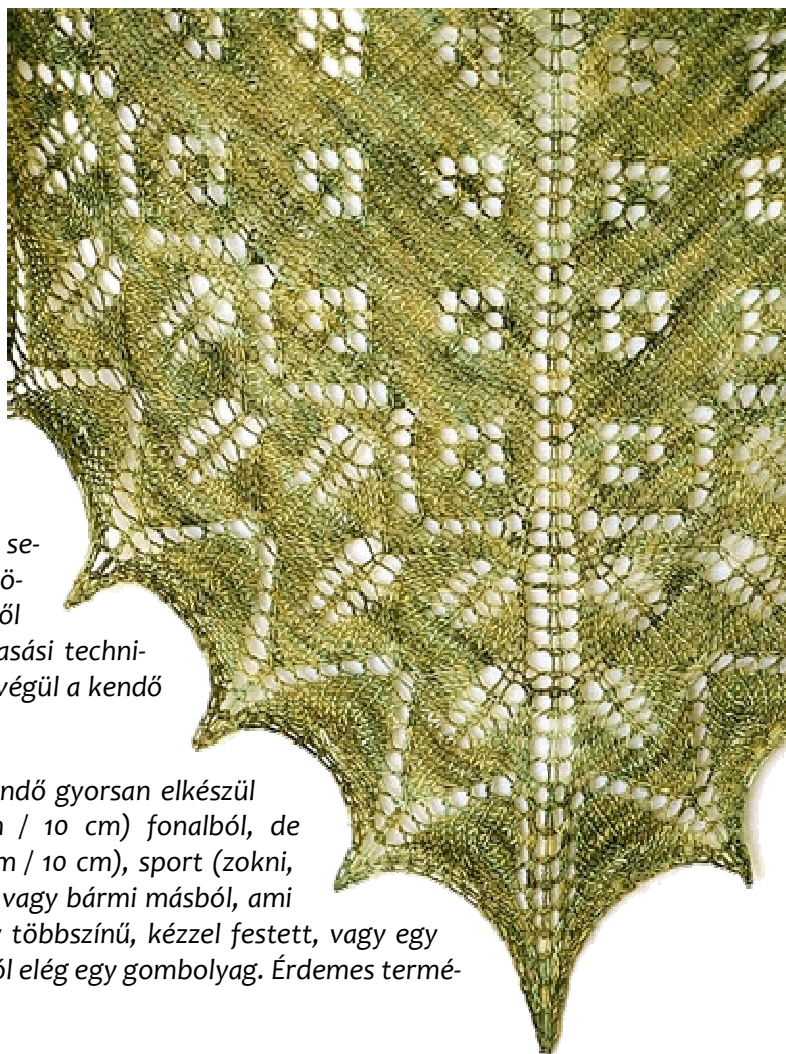 se-
ö-
ől
asási techni-
végül a kendő
ndő gyorsan elkészül
/ 10 cm) fonalból, de
m / 10 cm), sport (zokni,
vagy bármi másból, ami
többszínű, kézzel festett, vagy egy
ól elég egy gombolyag. Érdemes termé-